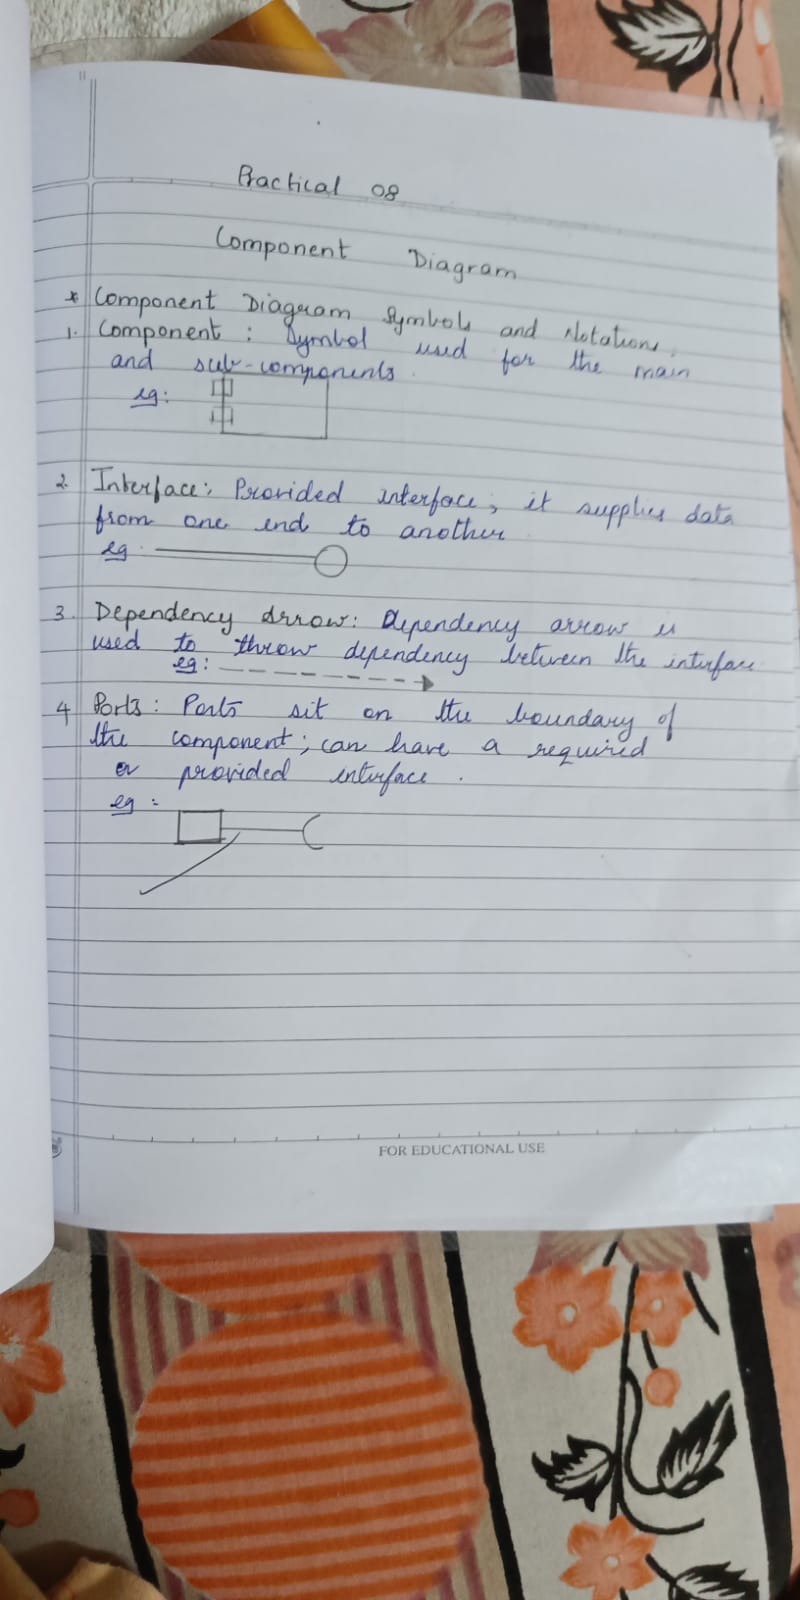 Practical 08
Component Diagram
* Component Diagram Symbols and Notations.
1. Component : Symbol used for the main
and sub-components.
eg:
2. Interface: Provided interface; it supplies data
from one end to another
eg.
3. Dependency Arrow: Dependency arrow is
used to throw dependency between the interface
eg:
4 Ports : Ports sit on the boundary of
the component; can have a required
or provided interface.
eg :
FOR EDUCATIONAL USE